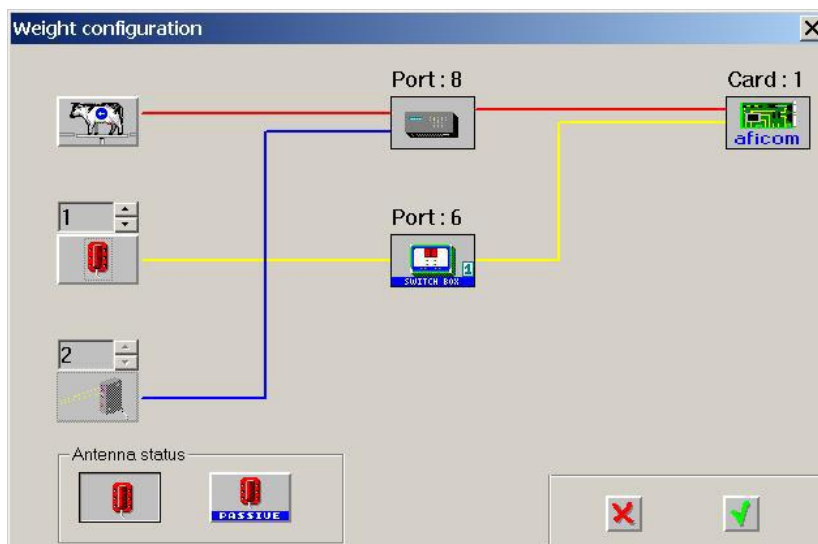 Weight configuration
Port : 8
Card : 1
aficom
1
Port : 6
1
SWITCH BOX
2
Antenna status
PASSIVE